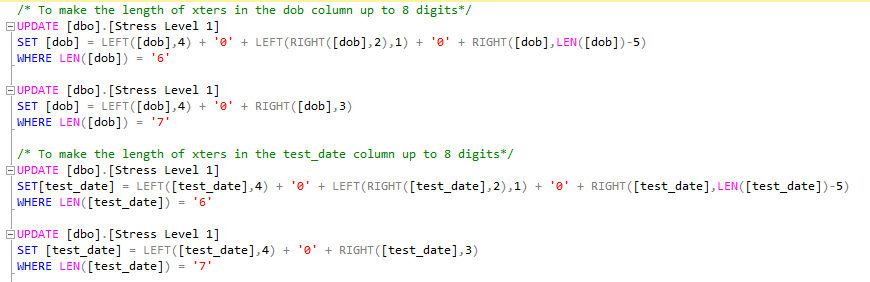 /* To make the length of xters in the dob column up to 8 digits*/
UPDATE [dbo].[Stress Level 1]
SET [dob] = LEFT([dob],4) + '0' + LEFT(RIGHT([dob],2),1) + '0' + RIGHT([dob],LEN([dob])-5)
WHERE LEN([dob]) = '6'
UPDATE [dbo].[Stress Level 1]
SET [dob] = LEFT([dob],4) + '0' + RIGHT([dob],3)
WHERE LEN([dob]) = '7'
/* To make the length of xters in the test_date column up to 8 digits*/
UPDATE [dbo].[Stress Level 1]
SET[test_date] = LEFT([test_date],4) + '0' + LEFT(RIGHT([test_date],2),1) + '0' + RIGHT([test_date],LEN([test_date])-5)
WHERE LEN([test_date]) = '6'
UPDATE [dbo].[Stress Level 1]
SET [test_date] = LEFT([test_date],4) + '0' + RIGHT([test_date],3)
WHERE LEN([test_date]) = '7'